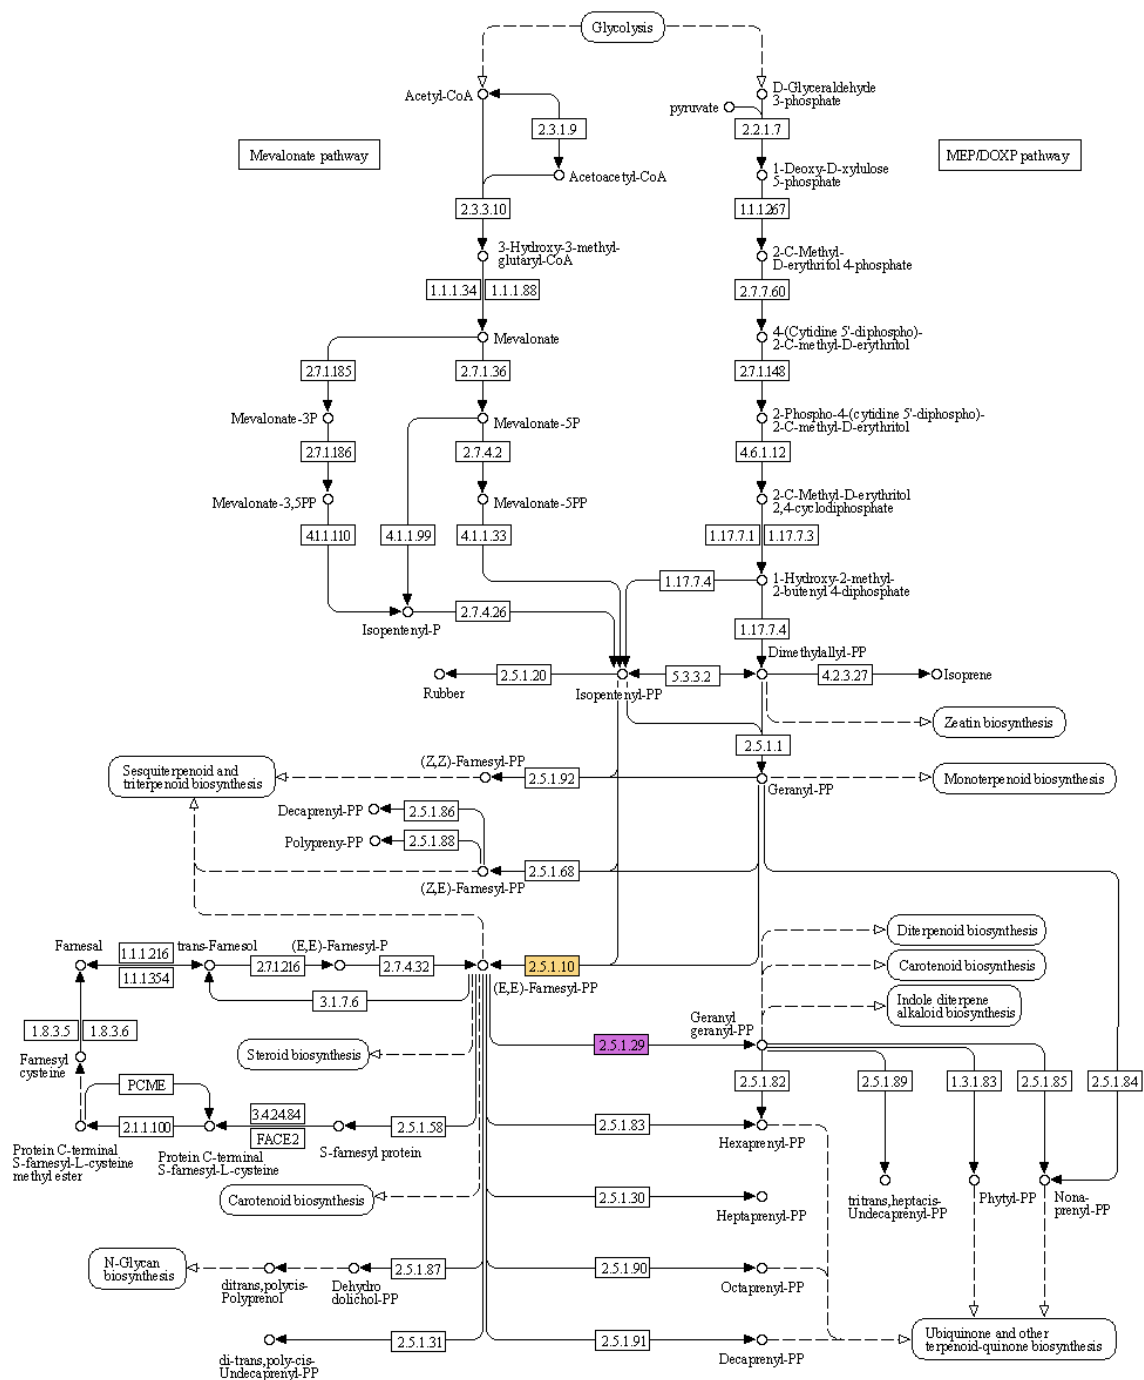 Glycolysis
Acetyl-CoA
D-Glyceraldehyde
3-phosphate
pyruvate
2.3.1.9
2.2.1.7
Mevalonate pathway
MEP/DOXP pathway
Acetoacetyl-CoA
1-Deoxy-D-xylulose
5-phosphate
2.3.3.10
1.1.1.267
3-Hydroxy-3-methyl-
glutaryl-CoA
2-C-Methyl-
D-erythritol 4-phosphate
1.1.1.34
1.1.1.88
2.7.7.60
Mevalonate
4-(Cytidine 5'-diphospho)-
2-C-methyl-D-erythritol
2.7.1.185
2.7.1.36
2.7.1.148
Mevalonate-3P
Mevalonate-5P
2-Phospho-4-(cytidine 5'-diphospho)-
2-C-methyl-D-erythritol
2.7.1.186
2.7.4.2
4.6.1.12
Mevalonate-3,5PP
Mevalonate-5PP
2-C-Methyl-D-erythritol
2,4-cyclodiphosphate
4.1.1.110
4.1.1.99
4.1.1.33
1.17.7.1
1.17.7.3
1.17.7.4
1-Hydroxy-2-methyl-
2-butenyl 4-diphosphate
2.7.4.26
Isopentenyl-P
1.17.7.4
Dimethylallyl-PP
2.5.1.20
5.3.3.2
4.2.3.27
Isoprene
Rubber
Isopentenyl-PP
Zeatin biosynthesis
2.5.1.1
(Z,Z)-Farnesyl-PP
Sesquiterpenoid and
triterpenoid biosynthesis
2.5.1.92
Geranyl-PP
Monoterpenoid biosynthesis
Decaprenyl-PP
2.5.1.86
Polypreny-PP
2.5.1.88
2.5.1.68
(Z,E)-Farnesyl-PP
Diterpenoid biosynthesis
Farnesal
1.1.1.216
trans-Farnesol
(E,E)-Farnesyl-P
2.7.1.216
2.7.4.32
2.5.1.10
Carotenoid biosynthesis
1.1.1.354
(E,E)-Farnesyl-PP
3.1.7.6
Indole diterpene
alkaloid biosynthesis
1.8.3.5
1.8.3.6
Geranyl
geranyl-PP
2.5.1.29
Steroid biosynthesis
Farnesyl
cysteine
PCME
2.5.1.82
2.5.1.89
1.3.1.83
2.5.1.85
2.5.1.84
3.4.24.84
2.1.1.100
FACE2
2.5.1.58
2.5.1.83
Protein C-terminal
S-farnesyl-L-cysteine
methyl ester
Protein C-terminal
S-farnesyl-L-cysteine
S-farnesyl protein
Hexaprenyl-PP
Carotenoid biosynthesis
2.5.1.30
Heptaprenyl-PP
tritrans,heptacis-
Undecaprenyl-PP
Phytyl-PP
Nona-
prenyl-PP
N-Glycan
biosynthesis
2.5.1.87
2.5.1.90
ditrans,polycis-
Polyprenol
Dehydro
dolichol-PP
Octaprenyl-PP
2.5.1.31
2.5.1.91
Ubiquinone and other
terpenoid-quinone biosynthesis
di-trans,poly-cis-
Undecaprenyl-PP
Decaprenyl-PP